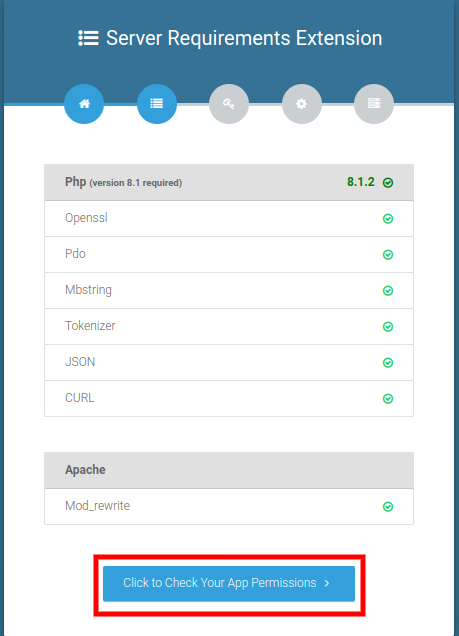 Server Requirements Extension
Php (version 8.1 required) 8.1.2
Openssl
Pdo
Mbstring
Tokenizer
JSON
CURL
Apache
Mod_rewrite
Click to Check Your App Permissions